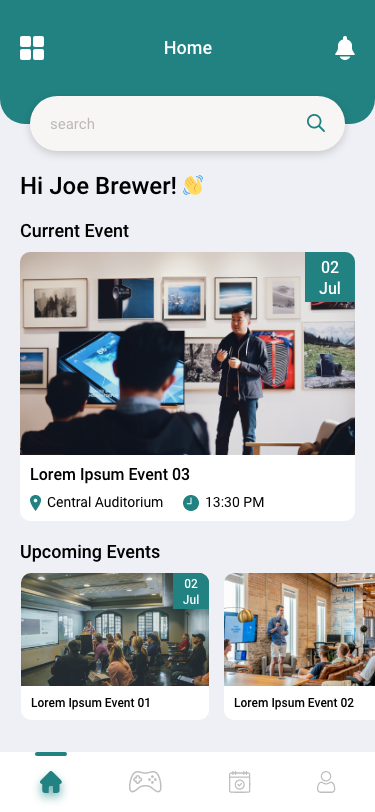 Home
search
Hi Joe Brewer! 👋
Current Event
02
Jul
Lorem Ipsum Event 03
Central Auditorium
13:30 PM
Upcoming Events
02
Jul
Lorem Ipsum Event 01
Lorem Ipsum Event 02